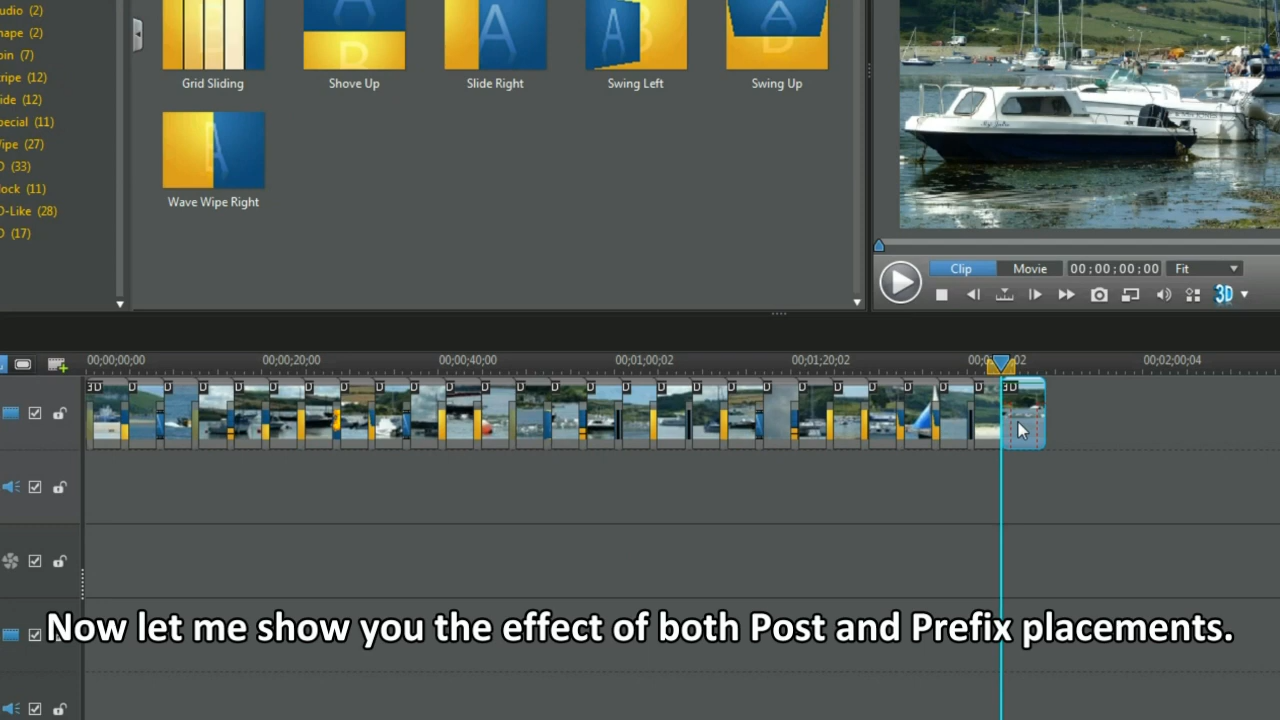 udio (2)
hape (2)
pin (7)
tripe (12)
ide (12)
pecial (11)
Vipe (27)
D (33)
lock (11)
D-Like (28)
D (17)
Grid Sliding
Shove Up
Slide Right
Swing Left
Swing Up
Wave Wipe Right
Clip
Movie
00;00;00;00
Fit
3D
00;00;00;00
00;00;20;00
00;00;40;00
00;01;00;02
00;01;20;02
00;02;00;04
3D
3D
Now let me show you the effect of both Post and Prefix placements.